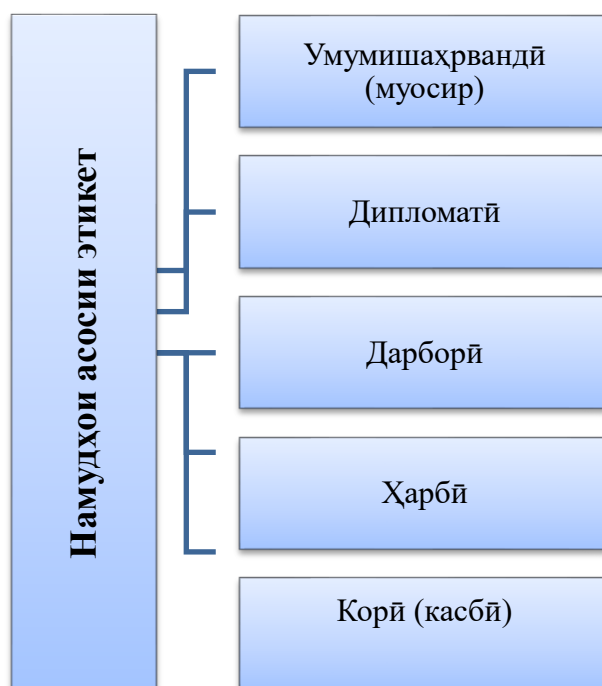 Намудҳои асосии этикет
Умумишаҳрвандӣ
(муосир)
Дипломатӣ
Дарборӣ
Ҳарбӣ
Корӣ (касбӣ)